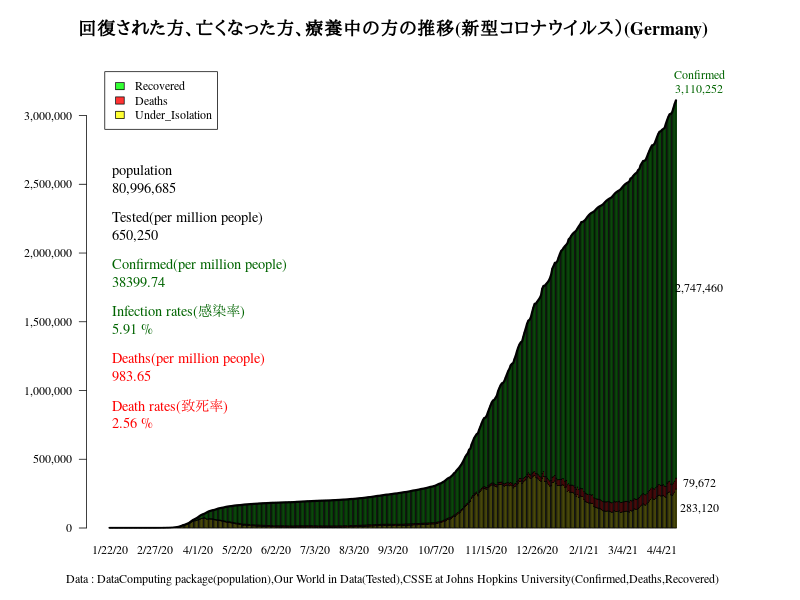 回復された方、亡くなった方、療養中の方の推移(新型コロナウイルス）(Germany)
Confirmed
3,110,252
Recovered
Deaths
Under_Isolation
population
80,996,685
Tested(per million people)
650,250
Confirmed(per million people)
38399.74
Infection rates(感染率)
5.91 %
Deaths(per million people)
983.65
Death rates(致死率)
2.56 %
3,000,000
2,500,000
2,000,000
1,500,000
1,000,000
500,000
0
2,747,460
79,672
283,120
1/22/20 2/27/20 4/1/20 5/2/20 6/2/20 7/3/20 8/3/20 9/3/20 10/7/20 11/15/20 12/26/20 2/1/21 3/4/21 4/4/21
Data : DataComputing package(population),Our World in Data(Tested),CSSE at Johns Hopkins University(Confirmed,Deaths,Recovered)